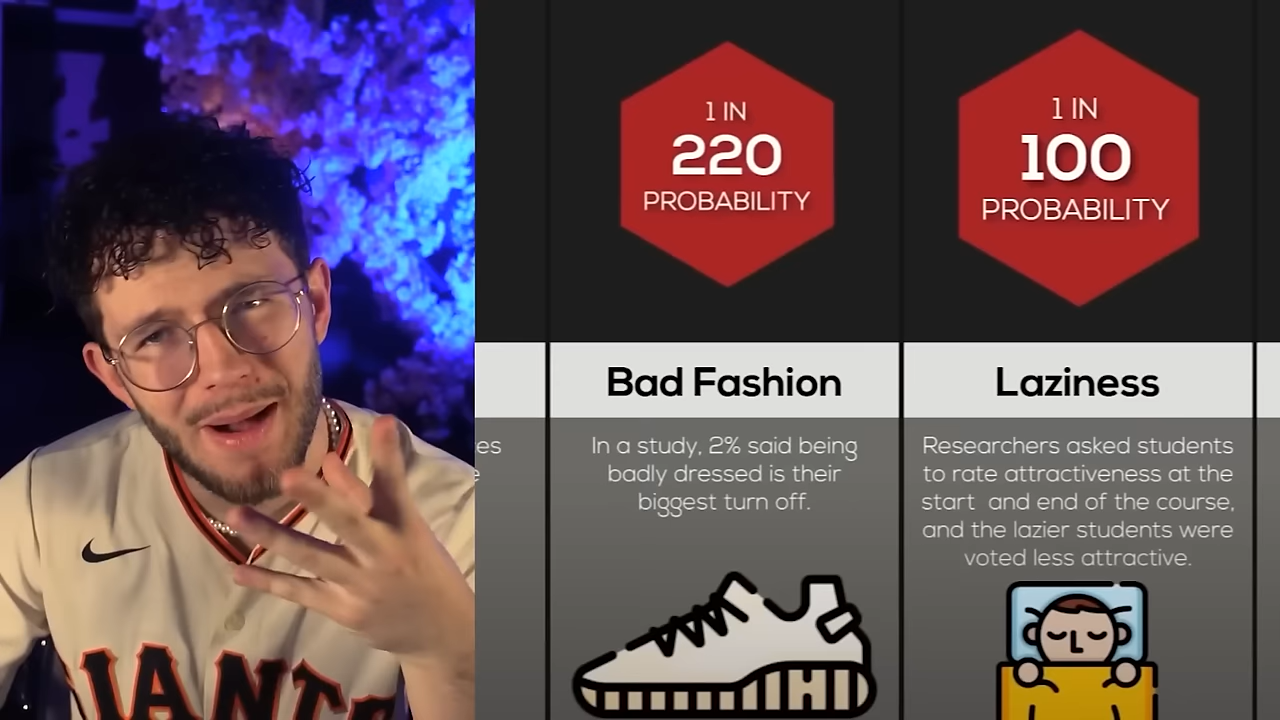 1 IN
220
PROBABILITY
1 IN
100
PROBABILITY
Bad Fashion
Laziness
es
In a study, 2% said being
badly dressed is their
biggest turn off.
Researchers asked students
to rate attractiveness at the
start and end of the course,
and the lazier students were
voted less attractive.
IANTS